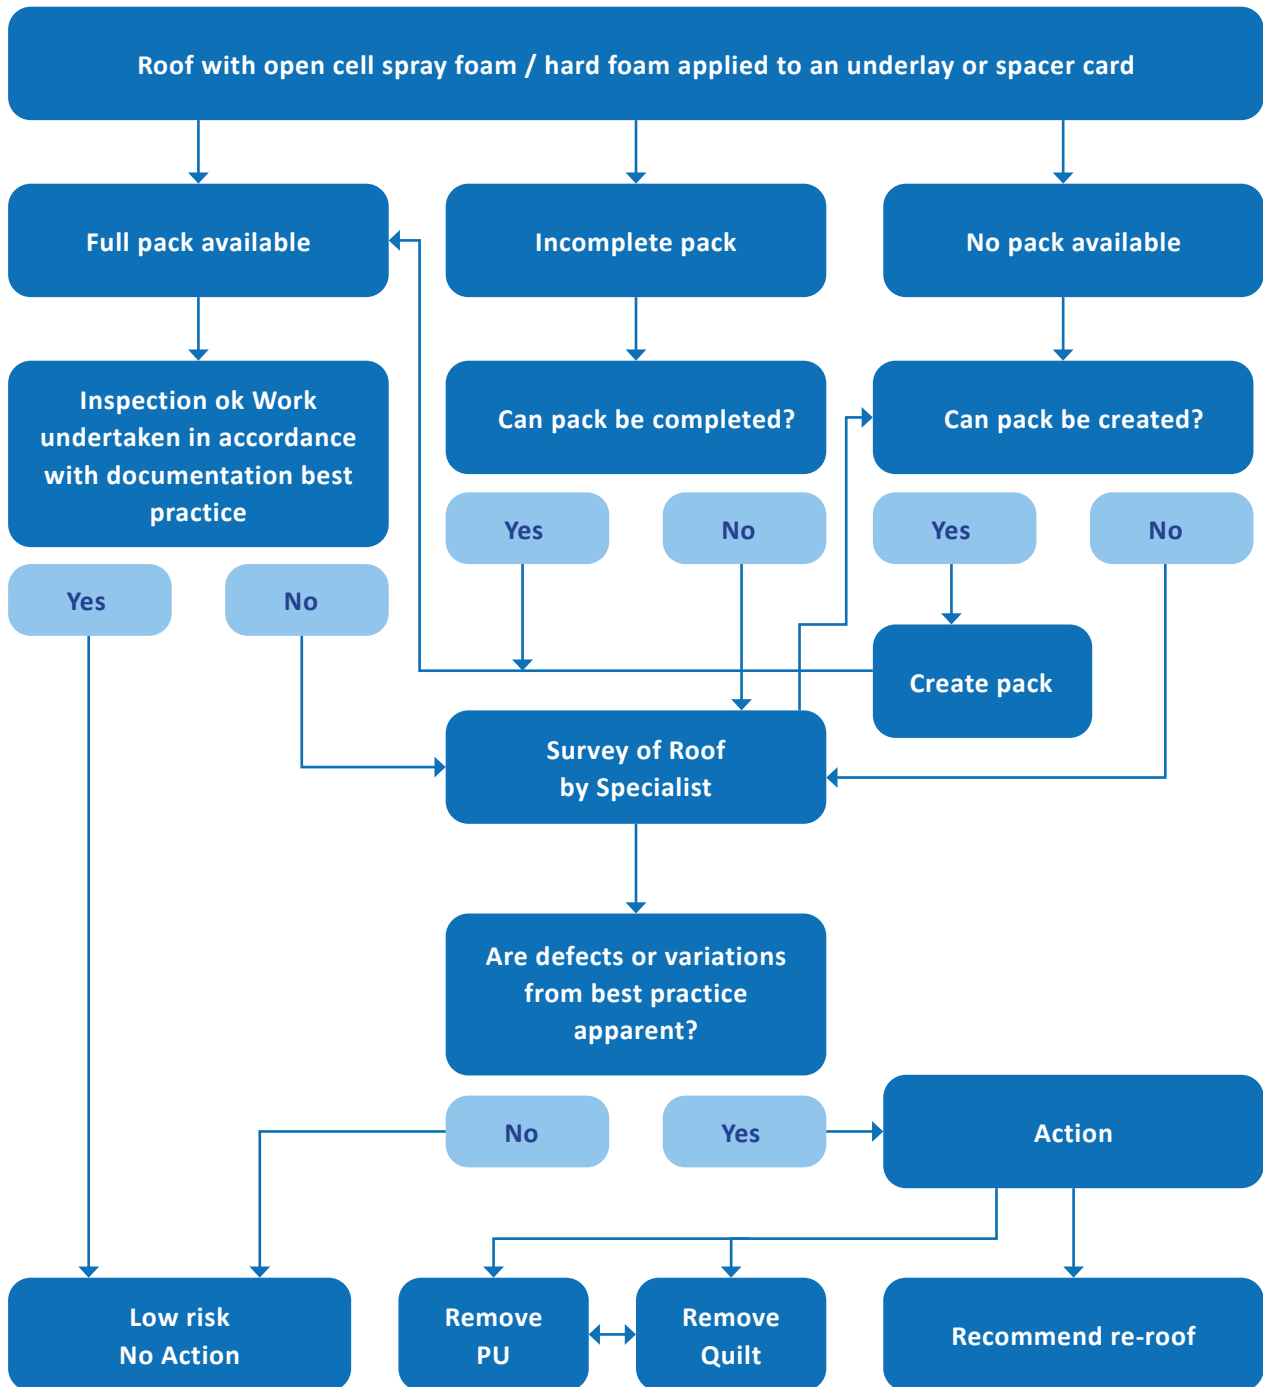 Roof with open cell spray foam / hard foam applied to an underlay or spacer card
Full pack available
Incomplete pack
No pack available
Inspection ok Work
undertaken in accordance
with documentation best
practice
Can pack be completed?
Can pack be created?
Yes
No
Yes
No
Yes
No
Create pack
Survey of Roof
by Specialist
Are defects or variations
from best practice
apparent?
No
Yes
Action
Low risk
No Action
Remove
PU
Remove
Quilt
Recommend re-roof